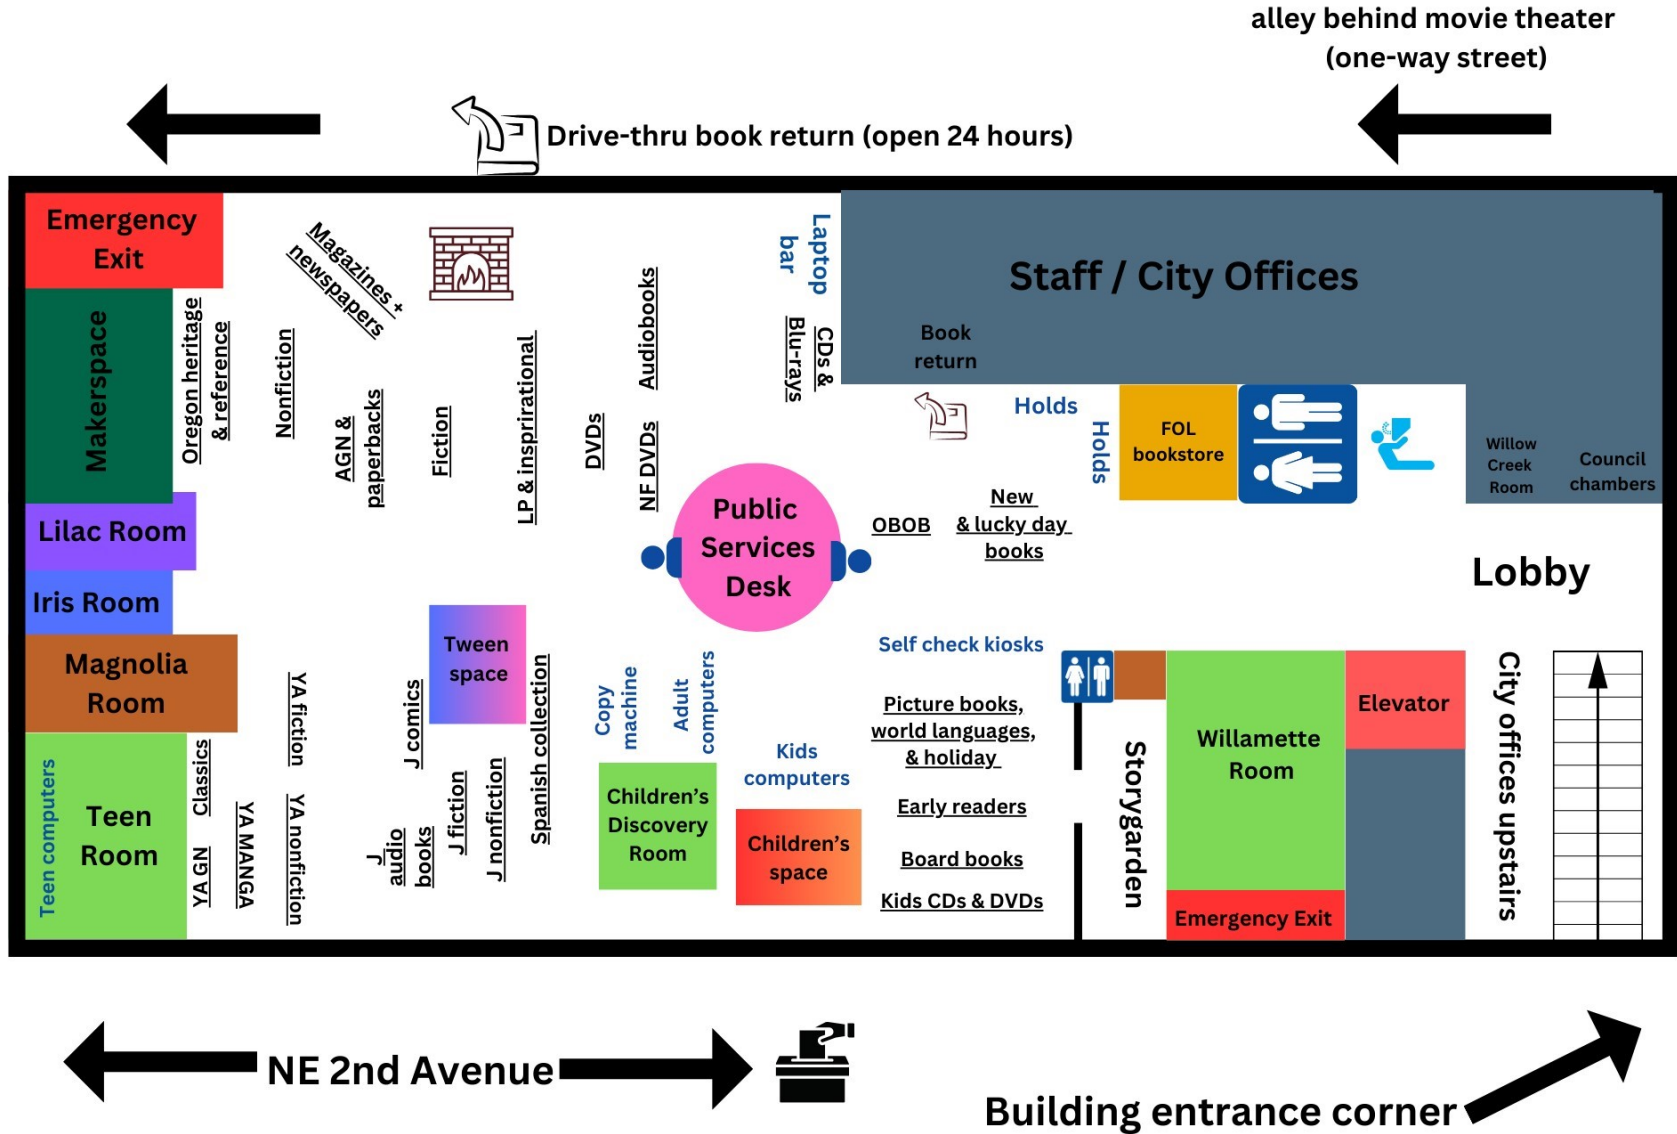 alley behind movie theater
(one-way street)
Drive-thru book return (open 24 hours)
Emergency
Exit
Magazines +
newspapers
Laptop
bar
Staff / City Offices
Makerspace
Oregon heritage
& reference
Nonfiction
AGN &
paperbacks
Fiction
LP & insprirational
DVDs
Audiobooks
NF DVDs
CDs &
Blu-rays
Book
return
Holds
Holds
FOL
bookstore
Willow
Creek
Room
Council
chambers
Lilac Room
Public
Services
Desk
OBOB
New
& lucky day
books
Lobby
Iris Room
Magnolia
Room
Tween
space
Self check kiosks
YA fiction
J comics
Spanish collection
Copy
machine
Adult
computers
Kids
computers
Picture books,
world languages,
& holiday
Storygarden
Willamette
Room
Elevator
City offices upstairs
Teen computers
Teen
Room
Classics
YA GN
YA MANGA
YA nonfiction
J
audio
books
J fiction
J nonfiction
Children's
Discovery
Room
Children's
space
Early readers
Board books
Kids CDs & DVDs
Emergency Exit
NE 2nd Avenue
Building entrance corner